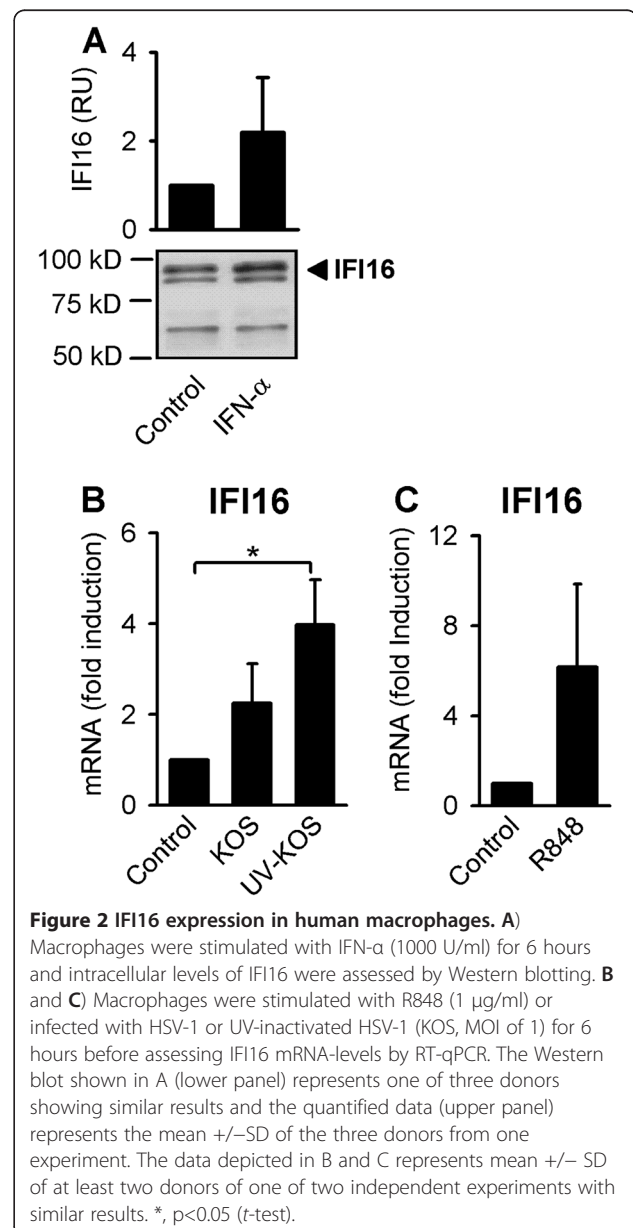 A
4
2
0
IFI16 (RU)
100 kD
75 kD
50 kD
IFI16
Control
IFN-α
B IFI16
6
4
2
0
mRNA (fold induction)
*
Control
KOS
UV-KOS
C IFI16
12
8
4
0
mRNA (fold Induction)
Control
R848
Figure 2 IFI16 expression in human macrophages. A)
Macrophages were stimulated with IFN-α (1000 U/ml) for 6 hours
and intracellular levels of IFI16 were assessed by Western blotting. B
and C) Macrophages were stimulated with R848 (1 μg/ml) or
infected with HSV-1 or UV-inactivated HSV-1 (KOS, MOI of 1) for 6
hours before assessing IFI16 mRNA-levels by RT-qPCR. The Western
blot shown in A (lower panel) represents one of three donors
showing similar results and the quantified data (upper panel)
represents the mean +/−SD of the three donors from one
experiment. The data depicted in B and C represents mean +/− SD
of at least two donors of one of two independent experiments with
similar results. *, p<0.05 (t-test).